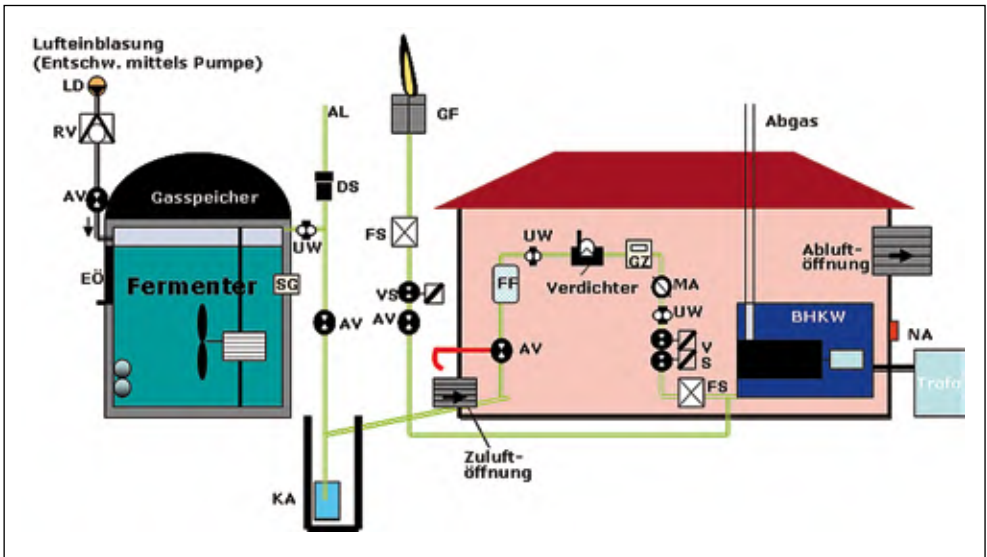 Lufteinblasung
(Entschw. mittels Pumpe)
LD
RV
AV
Gasspeicher
EÖ
Fermenter
SG
UW
AL
DS
AV
KA
GF
FS
VS
AV
Abgas
UW
FF
Verdichter
GZ
MA
UW
V
S
FS
AV
Zuluft-
öffnung
Abluft-
öffnung
BHKW
NA
Trafo